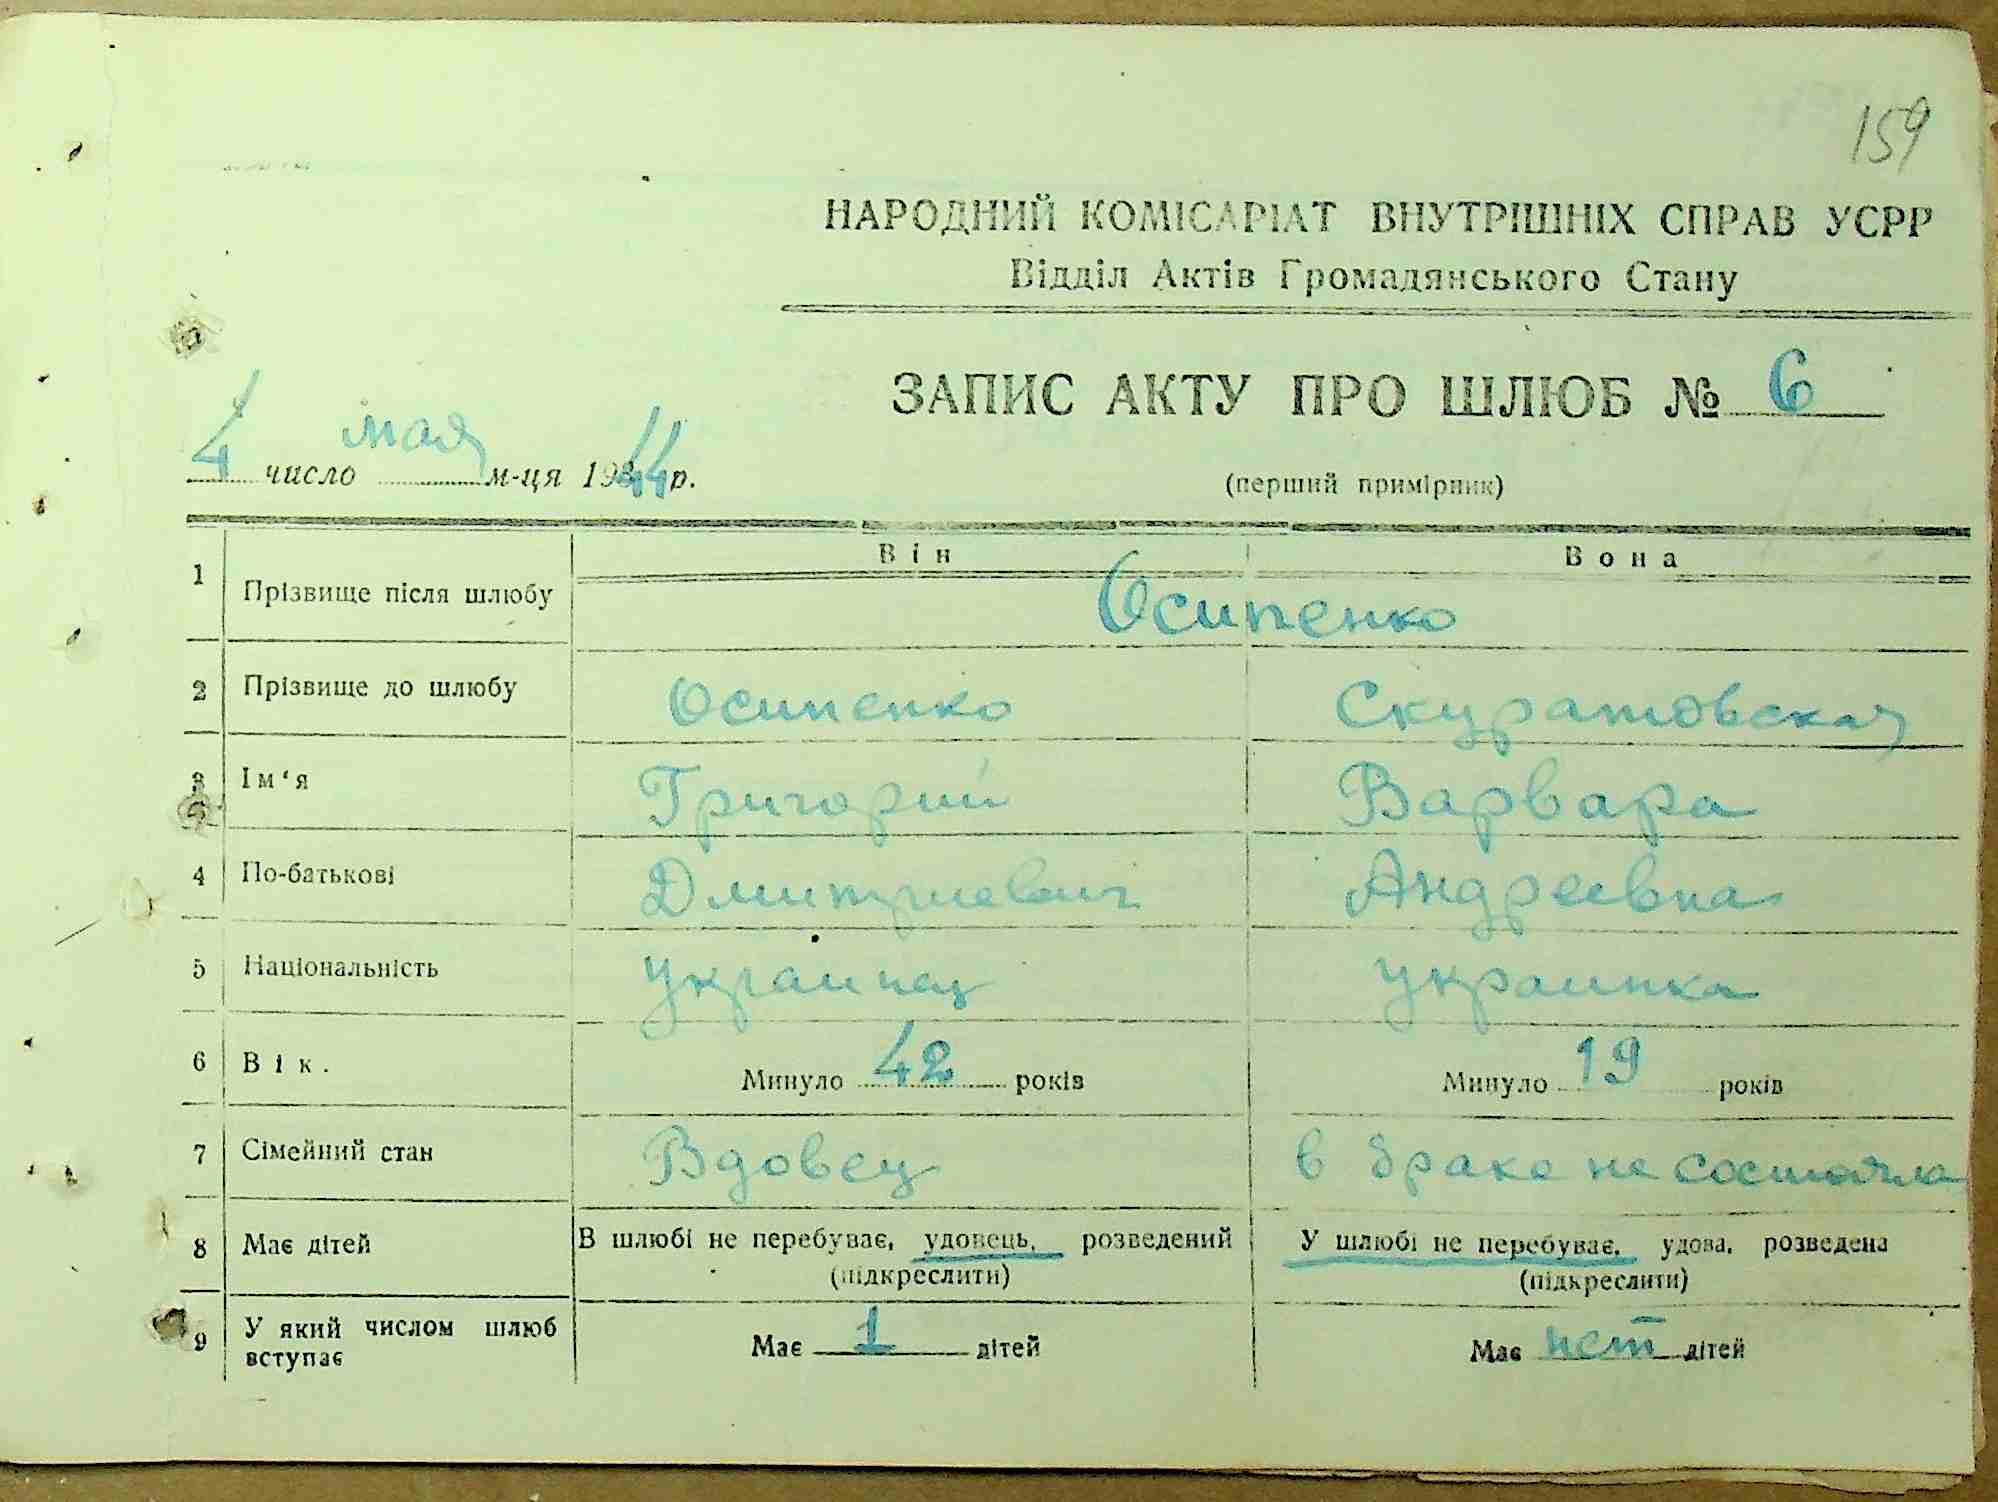 159
НАРОДНИЙ КОМІСАРІАТ ВНУТРІШНІХ СПРАВ УСРР
Відділ Актів Громадянського Стану
ЗАПИС АКТУ ПРО ШЛЮБ № 6
4 число мая м-ця 1944 р.
(перший примірник)
Він Вона
1 Прізвище після шлюбу Осипенко
2 Прізвище до шлюбу Осипенко Скуратовская
3 Ім‘я Григорий Варвара
4 По-батькові Дмитриевич Андреевна
5 Національність украинец украинка
6 Вік. Минуло 42 років Минуло 19 років
7 Сімейний стан Вдовец в браке не состояла
8 Має дітей В шлюбі не перебуває, удовець, розведений У шлюбі не перебуває, удова, розведена
(підкреслити) (підкреслити)
9 У який числом шлюб вступає Має 1 дітей Має нет дітей